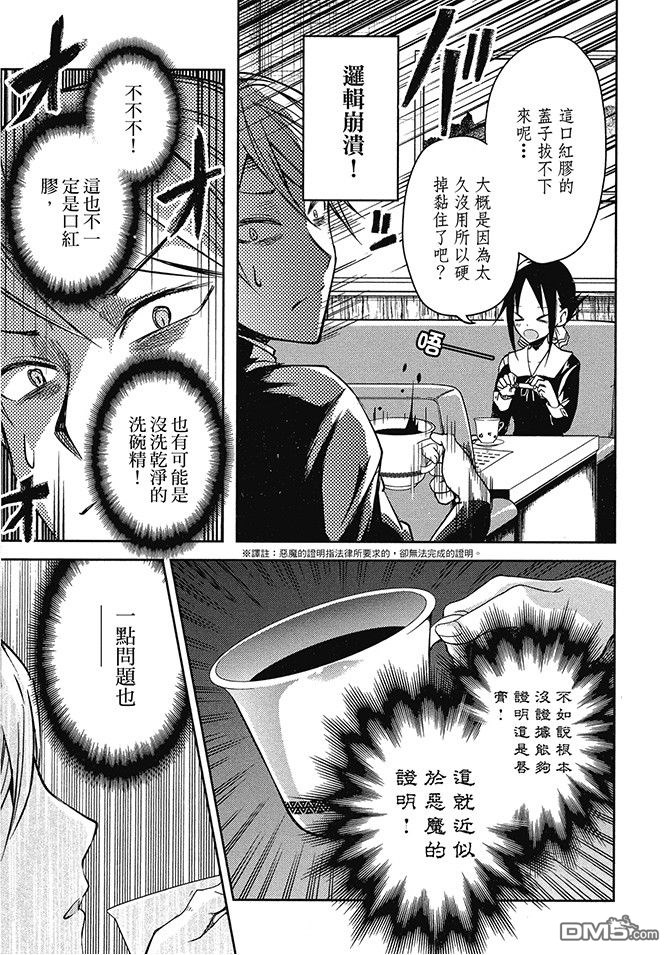 這口紅膠的
蓋子拔不下
來呢…
大概是因為太
久沒用所以硬
掉黏住了吧？
唔
邏輯崩潰！
オ
オ
オ
オ
不不不！
這也不一
定是口紅
膠，
也有可能是
沒洗乾淨的
洗碗精！
※譯註：惡魔的證明指法律所要求的，卻無法完成的證明。
不如說根本
沒證據能夠
證明這是唇
膏！
這就近似
於惡魔的
證明！
一點問題也
——
DM5.com